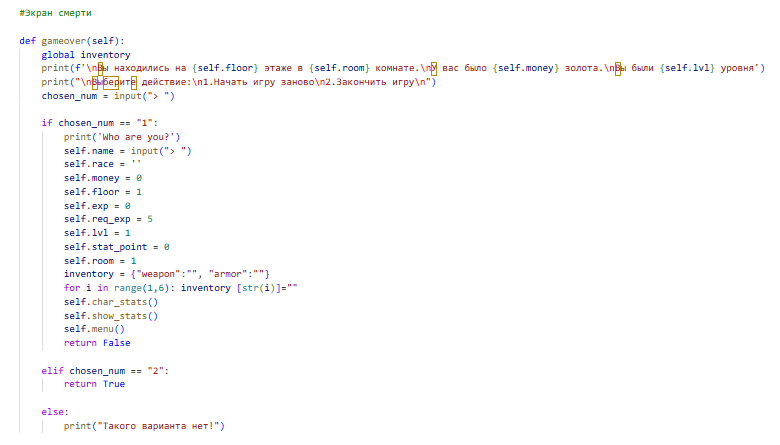 #Экран смерти
def gameover(self):
global inventory
print(f'\nВы находились на {self.floor} этаже в {self.room} комнате.\nУ вас было {self.money} золота.\nВы были {self.lvl} уровня')
print("\nВыберите действие:\n1.Начать игру заново\n2.Закончить игру\n")
chosen_num = input("> ")
if chosen_num == "1":
print('Who are you?')
self.name = input("> ")
self.race = ''
self.money = 0
self.floor = 1
self.exp = 0
self.req_exp = 5
self.lvl = 1
self.stat_point = 0
self.room = 1
inventory = {"weapon":"", "armor":""}
for i in range(1,6): inventory [str(i)]=""
self.char_stats()
self.show_stats()
self.menu()
return False
elif chosen_num == "2":
return True
else:
print("Такого варианта нет!")